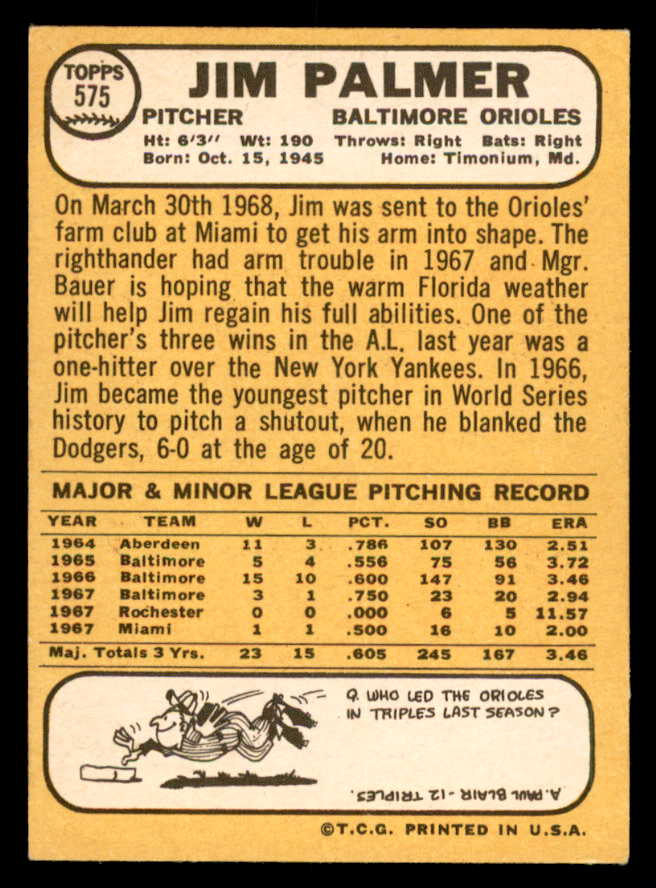 TOPPS
575
JIM PALMER
PITCHER BALTIMORE ORIOLES
Ht: 6'3" Wt: 190 Throws: Right Bats: Right
Born: Oct. 15, 1945 Home: Timonium, Md.
On March 30th 1968, Jim was sent to the Orioles'
farm club at Miami to get his arm into shape. The
righthander had arm trouble in 1967 and Mgr.
Bauer is hoping that the warm Florida weather
will help Jim regain his full abilities. One of the
pitcher's three wins in the A.L. last year was a
one-hitter over the New York Yankees. In 1966,
Jim became the youngest pitcher in World Series
history to pitch a shutout, when he blanked the
Dodgers, 6-0 at the age of 20.
MAJOR & MINOR LEAGUE PITCHING RECORD
YEAR TEAM W L PCT. SO BB ERA
1964 Aberdeen 11 3 .786 107 130 2.51
1965 Baltimore 5 4 .556 75 56 3.72
1966 Baltimore 15 10 .600 147 91 3.46
1967 Baltimore 3 1 .750 23 20 2.94
1967 Rochester 0 0 .000 6 5 11.57
1967 Miami 1 1 .500 16 10 2.00
Maj. Totals 3 Yrs. 23 15 .605 245 167 3.46
Q. WHO LED THE ORIOLES
IN TRIPLES LAST SEASON?
A. PAUL BLAIR - 12 TRIPLES.
©T.C.G. PRINTED IN U.S.A.